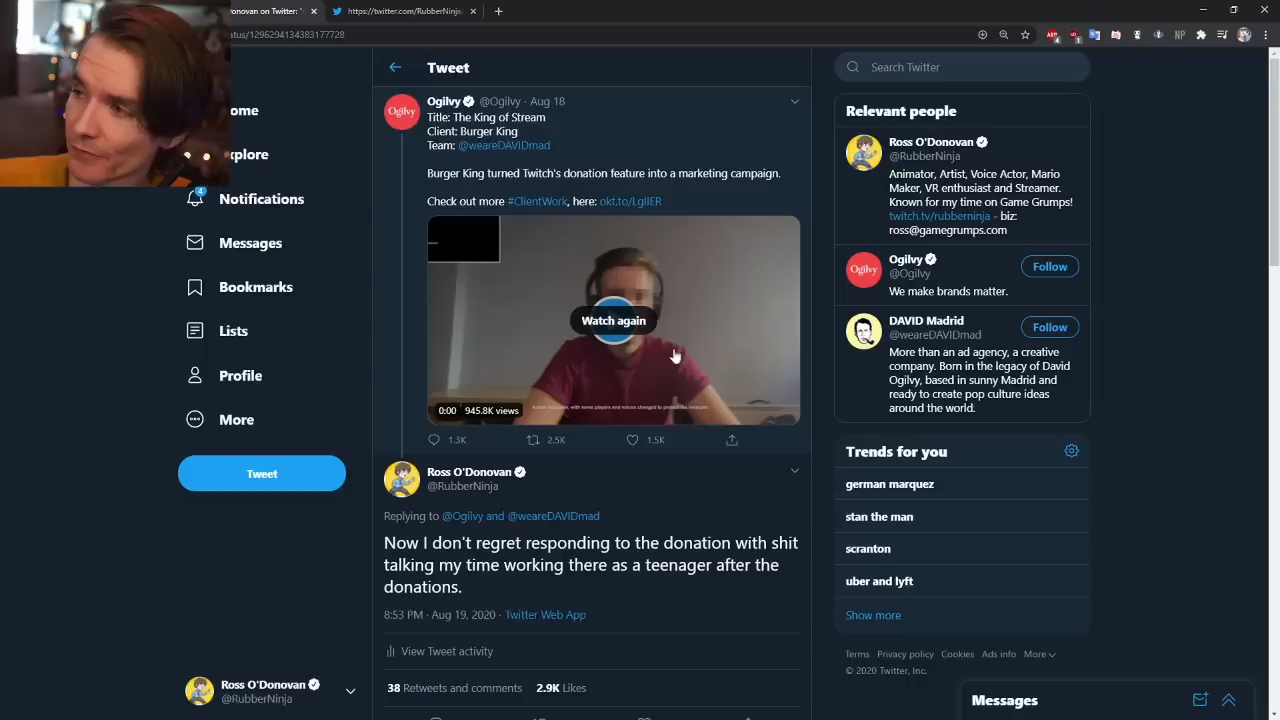 onovan on Twitter: "
https://twitter.com/RubberNinja
tatus/1296294134383177728
Tweet
Search Twitter
ome
xplore
4
Notifications
Messages
Bookmarks
Lists
Profile
More
Tweet
Ross O'Donovan
@RubberNinja
Ogilvy
Ogilvy @Ogilvy · Aug 18
Title: The King of Stream
Client: Burger King
Team: @weareDAVIDmad
Burger King turned Twitch's donation feature into a marketing campaign.
Check out more #ClientWork, here: okt.to/LglIER
Watch again
0:00 945.8K views
1.3K 2.5K 1.5K
Ross O'Donovan
@RubberNinja
Replying to @Ogilvy and @weareDAVIDmad
Now I don't regret responding to the donation with shit
talking my time working there as a teenager after the
donations.
8:53 PM · Aug 19, 2020 · Twitter Web App
View Tweet activity
38 Retweets and comments 2.9K Likes
Relevant people
Ross O'Donovan
@RubberNinja
Animator, Artist, Voice Actor, Mario
Maker, VR enthusiast and Streamer.
Known for my time on Game Grumps!
twitch.tv/rubberninja - biz:
ross@gamegrumps.com
Ogilvy
Ogilvy
@Ogilvy
Follow
We make brands matter.
DAVID Madrid
@weareDAVIDmad
Follow
More than an ad agency, a creative
company. Born in the legacy of David
Ogilvy, based in sunny Madrid and
ready to create pop culture ideas
around the world.
Trends for you
german marquez
stan the man
scranton
uber and lyft
Show more
Terms Privacy policy Cookies Ads info More
© 2020 Twitter, Inc.
Messages